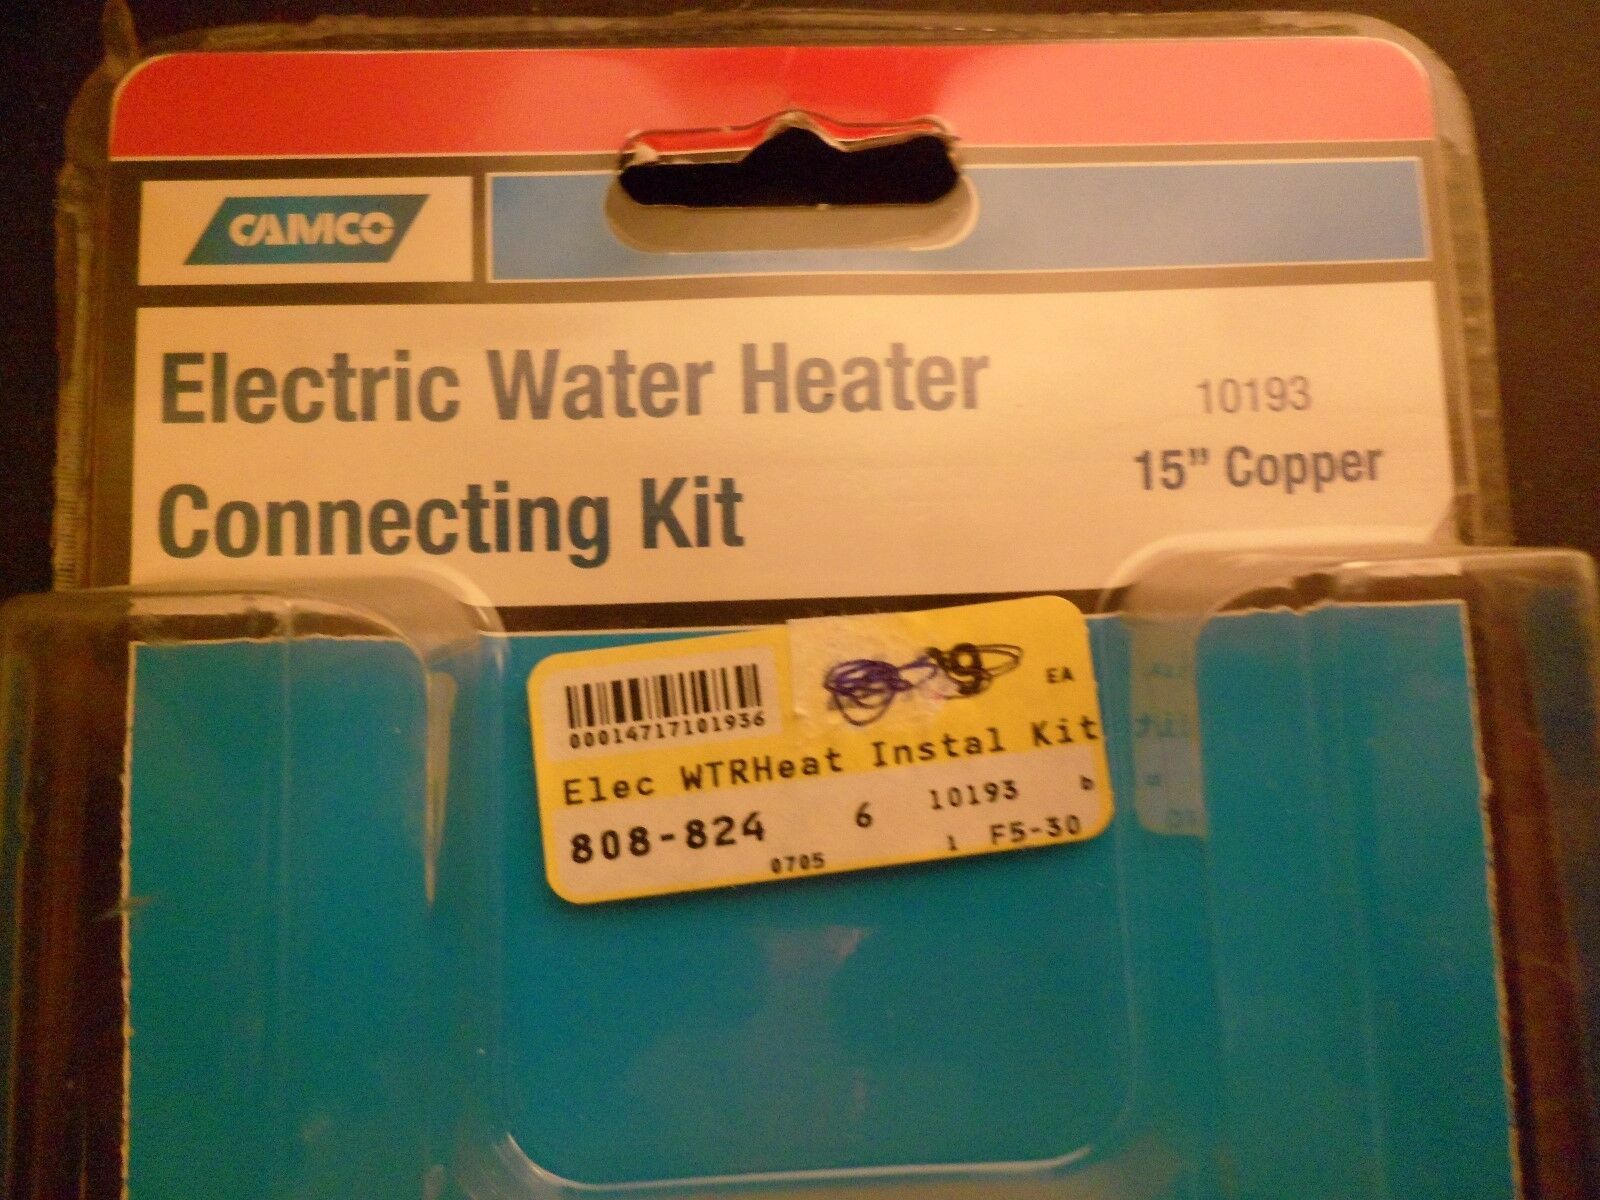 CAMCO
Electric Water Heater
Connecting Kit
10193
15” Copper
00014717101936
EA
Elec WTRHeat Instal Kit
808-824 6 10193 b
0705 1 F5-30